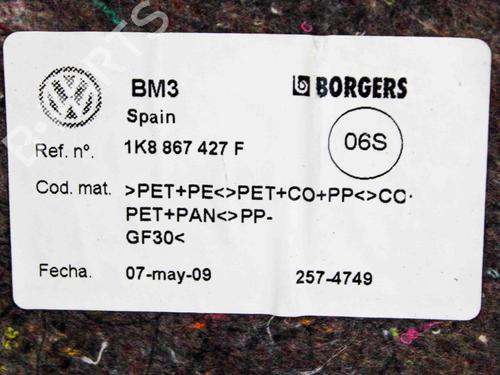 BM3
BORGERS
Spain
Ref. nº. 1K8 867 427 F
06S
Cod. mat. >PET+PE<>PET+CO+PP<>CO·
PET+PAN<>PP-
GF30<
Fecha. 07-may-09 257-4749